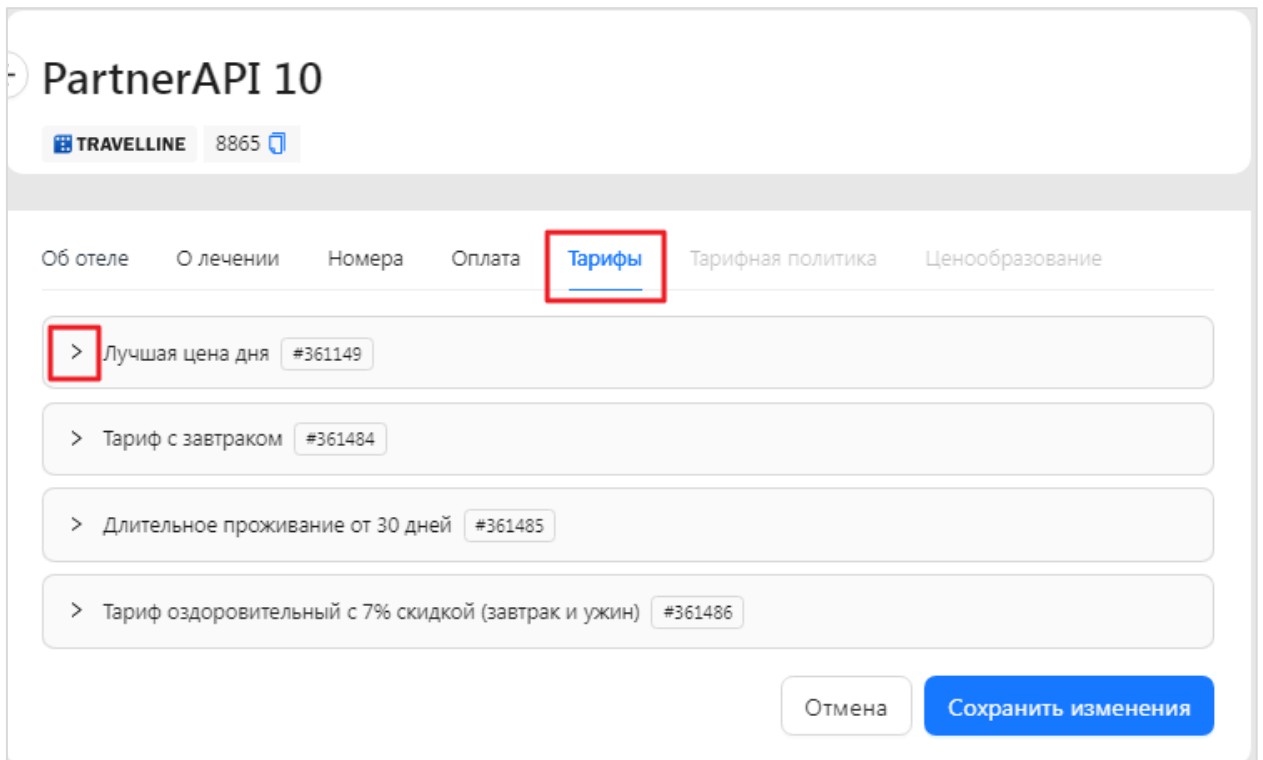 PartnerAPI 10
TRAVELLINE 8865
Об отеле О лечении Номера Оплата Тарифы Тарифная политика Ценообразование
Лучшая цена дня #361149
Тариф с завтраком #361484
Длительное проживание от 30 дней #361485
Тариф оздоровительный с 7% скидкой (завтрак и ужин) #361486
Отмена Сохранить изменения